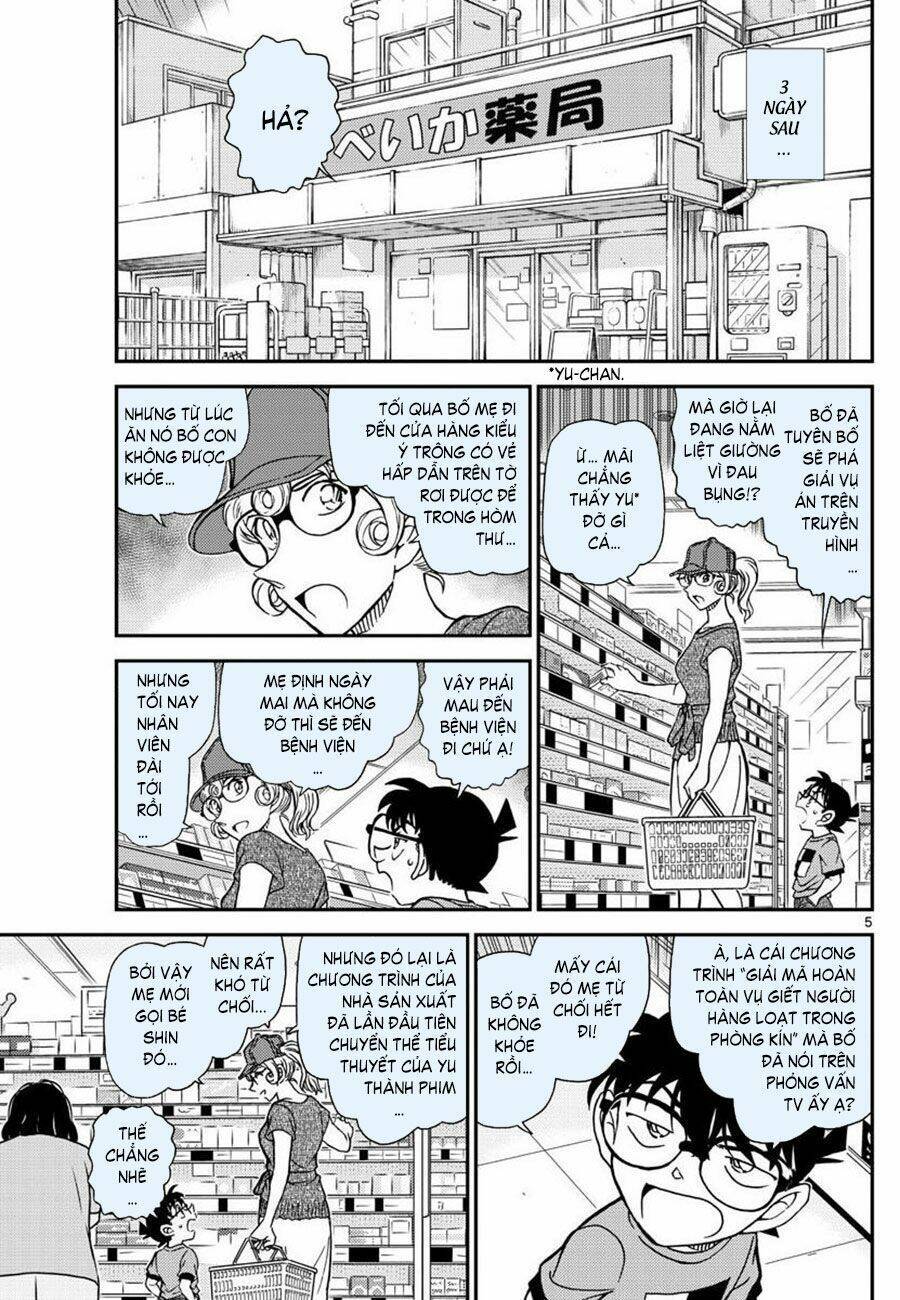 3
NGÀY
SAU
...
HẢ?
べいか薬局
*YU-CHAN.
BỐ ĐÃ
TUYÊN BỐ
SẼ PHÁ
GIẢI VỤ
ÁN TRÊN
TRUYỀN
HÌNH
...
MÀ GIỜ LẠI
ĐANG NẰM
LIỆT GIƯỜNG
VÌ ĐAU
BỤNG!?
Ừ... MÃI
CHẲNG
THẤY YU*
ĐỠ GÌ
CẢ...
TỐI QUA BỐ MẸ ĐI
ĐẾN CỬA HÀNG KIỂU
Ý TRÔNG CÓ VẺ
HẤP DẪN TRÊN TỜ
RƠI ĐƯỢC ĐỂ
TRONG HÒM
THƯ...
NHƯNG TỪ LÚC
ĂN NÓ BỐ CON
KHÔNG ĐƯỢC
KHỎE...
VẬY PHẢI
MAU ĐẾN
BỆNH VIỆN
ĐI CHỨ Ạ!
MẸ ĐỊNH NGÀY
MAI MÀ KHÔNG
ĐỠ THÌ SẼ ĐẾN
BỆNH VIỆN
...
NHƯNG
TỐI NAY
NHÂN
VIÊN
ĐÀI
TỚI
RỒI
...
5
À, LÀ CÁI CHƯƠNG
TRÌNH "GIẢI MÃ HOÀN
TOÀN VỤ GIẾT NGƯỜI
HÀNG LOẠT TRONG
PHÒNG KÍN" MÀ BỐ
ĐÃ NÓI TRÊN
PHỎNG VẤN
TV ẤY Ạ?
MẤY CÁI
ĐÓ MẸ TỪ
CHỐI HẾT
ĐI!
BỐ ĐÃ
KHÔNG
KHỎE
RỒI...
NHƯNG ĐÓ LẠI LÀ
CHƯƠNG TRÌNH CỦA
NHÀ SẢN XUẤT
ĐÃ LẦN ĐẦU TIÊN
CHUYỂN THỂ TIỂU
THUYẾT CỦA YU
THÀNH PHIM
...
NÊN RẤT
KHÓ TỪ
CHỐI...
BỞI VẬY
MẸ MỚI
GỌI BÉ
SHIN
ĐÓ...
THẾ
CHẲNG
NHẼ
...